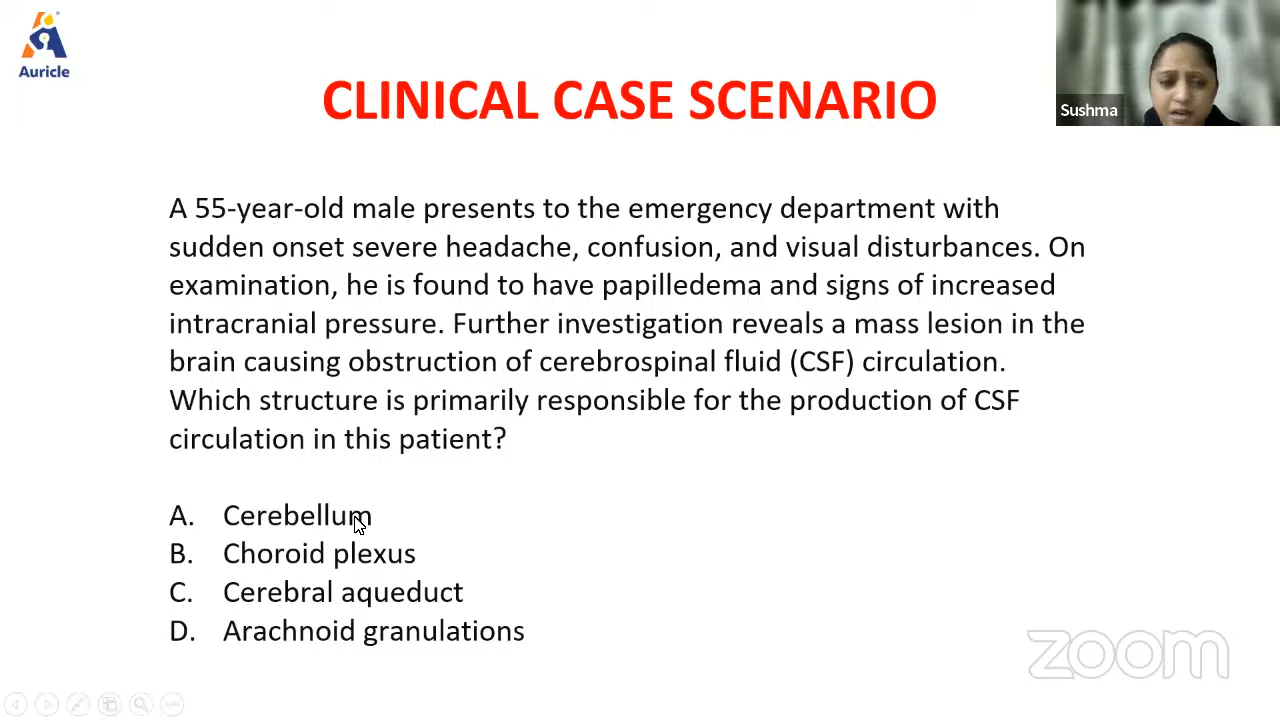 Auricle
CLINICAL CASE SCENARIO
Sushma
A 55-year-old male presents to the emergency department with
sudden onset severe headache, confusion, and visual disturbances. On
examination, he is found to have papilledema and signs of increased
intracranial pressure. Further investigation reveals a mass lesion in the
brain causing obstruction of cerebrospinal fluid (CSF) circulation.
Which structure is primarily responsible for the production of CSF
circulation in this patient?
A. Cerebellum
B. Choroid plexus
C. Cerebral aqueduct
D. Arachnoid granulations
zoom